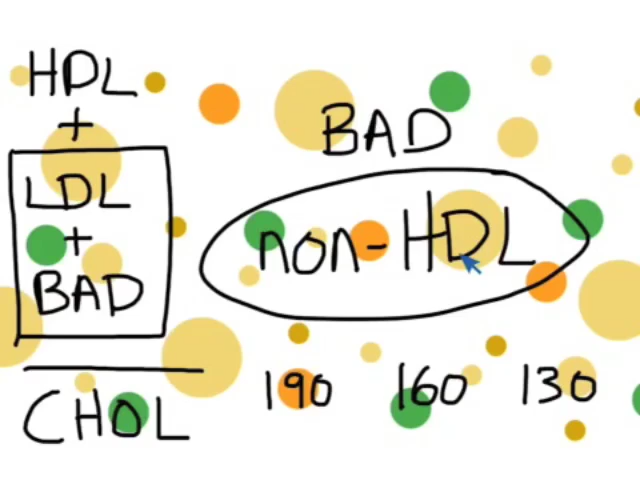 HDL
+
LDL
+
BAD
CHOL
BAD
non-HDL
190 160 130